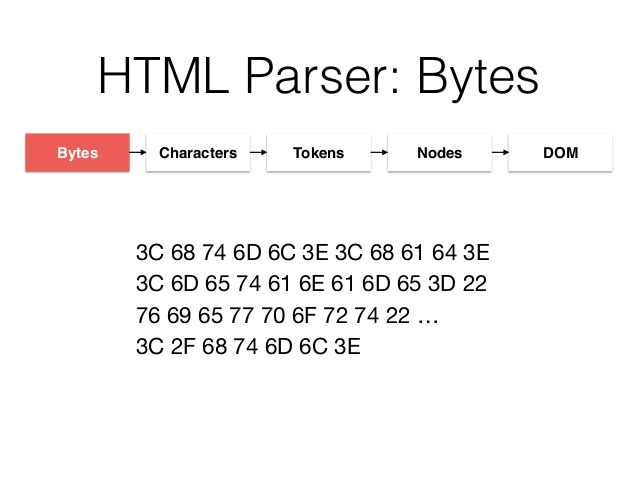 HTML Parser: Bytes
Bytes Characters Tokens Nodes DOM
3C 68 74 6D 6C 3E 3C 68 61 64 3E
3C 6D 65 74 61 6E 61 6D 65 3D 22
76 69 65 77 70 6F 72 74 22 …
3C 2F 68 74 6D 6C 3E